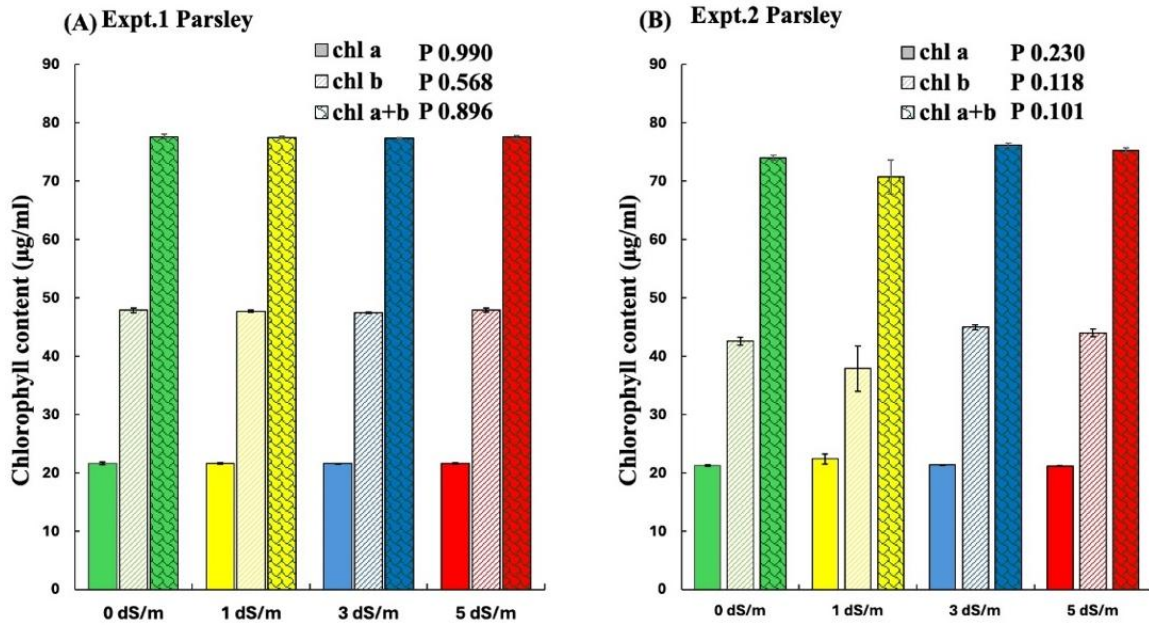 (A) Expt.1 Parsley
chl a P 0.990
chl b P 0.568
chl a+b P 0.896
Chlorophyll content (µg/ml)
90
80
70
60
50
40
30
20
10
0
0 dS/m 1 dS/m 3 dS/m 5 dS/m
(B) Expt.2 Parsley
chl a P 0.230
chl b P 0.118
chl a+b P 0.101
Chlorophyll content (µg/ml)
90
80
70
60
50
40
30
20
10
0
0 dS/m 1 dS/m 3 dS/m 5 dS/m